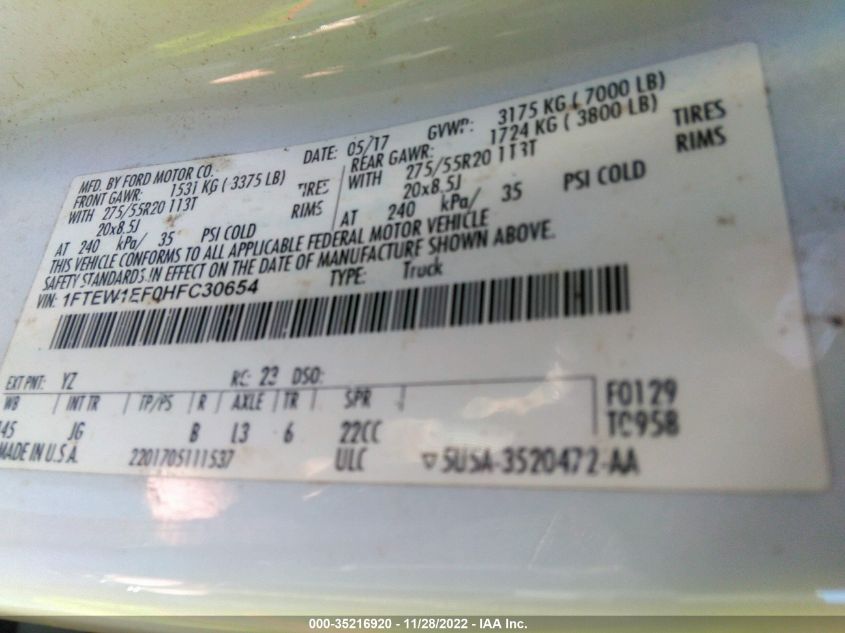 MFD. BY FORD MOTOR CO.
DATE: 05/17 GVWR: 3175 KG ( 7000 LB)
FRONT GAWR: 1531 KG ( 3375 LB)
REAR GAWR: 1724 KG ( 3800 LB)
WITH 275/55R20 113T TIRES
WITH 275/55R20 113T TIRES
20x8.5J RIMS
20x8.5J RIMS
AT 240 kPa/ 35 PSI COLD
AT 240 kPa/ 35 PSI COLD
THIS VEHICLE CONFORMS TO ALL APPLICABLE FEDERAL MOTOR VEHICLE
SAFETY STANDARDS IN EFFECT ON THE DATE OF MANUFACTURE SHOWN ABOVE.
VIN: 1FTEW1EF0HFC30654 TYPE: Truck
EXT PNT: YZ RC: 23 DSO:
WB INT TR TP/PS R AXLE TR SPR F0129
145 JG B L3 6 22CC TC958
MADE IN U.S.A. 2201705111537 ULC ▽5U5A-3520472-AA
000-35216920 - 11/28/2022 - IAA Inc.